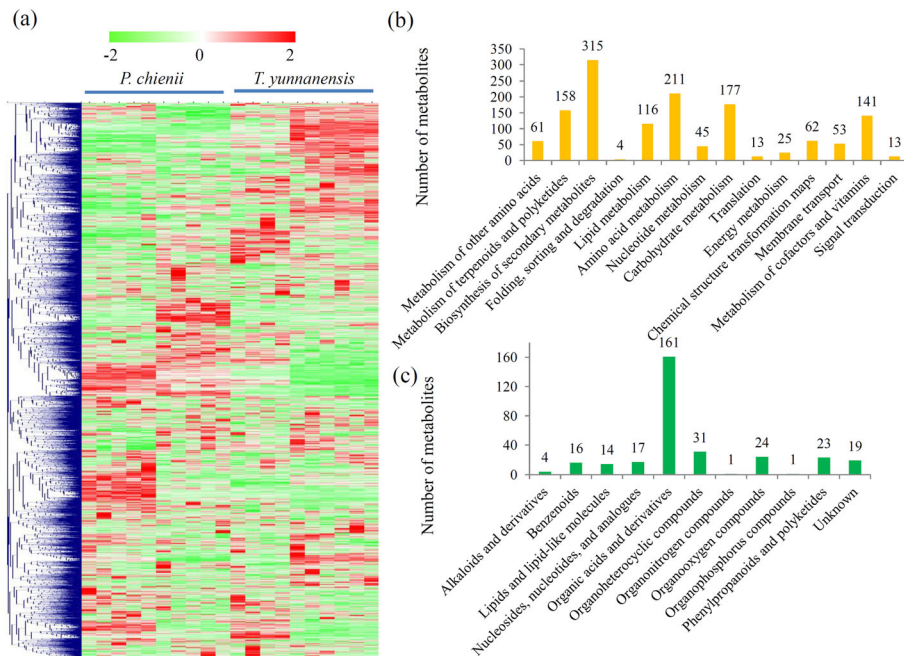 (a)
-2 0 2
P. chienii T. yunnanensis
(b)
Number of metabolites
350
300
250
200
150
100
50
0
61 158 315 4 116 211 45 177 13 25 62 53 141 13
Metabolism of other amino acids
Metabolism of terpenoids and polyketides
Biosynthesis of secondary metabolites
Folding, sorting and degradation
Lipid metabolism
Amino acid metabolism
Nucleotide metabolism
Carbohydrate metabolism
Translation
Energy metabolism
Chemical structure transformation maps
Membrane transport
Metabolism of cofactors and vitamins
Signal transduction
(c)
Number of metabolites
160
120
80
40
0
4 16 14 17 161 31 1 24 1 23 19
Alkaloids and derivatives
Benzenoids
Lipids and lipid-like molecules
Nucleosides, nucleotides, and analogues
Organic acids and derivatives
Organoheterocyclic compounds
Organonitrogen compounds
Organooxygen compounds
Organophosphorus compounds
Phenylpropanoids and polyketides
Unknown